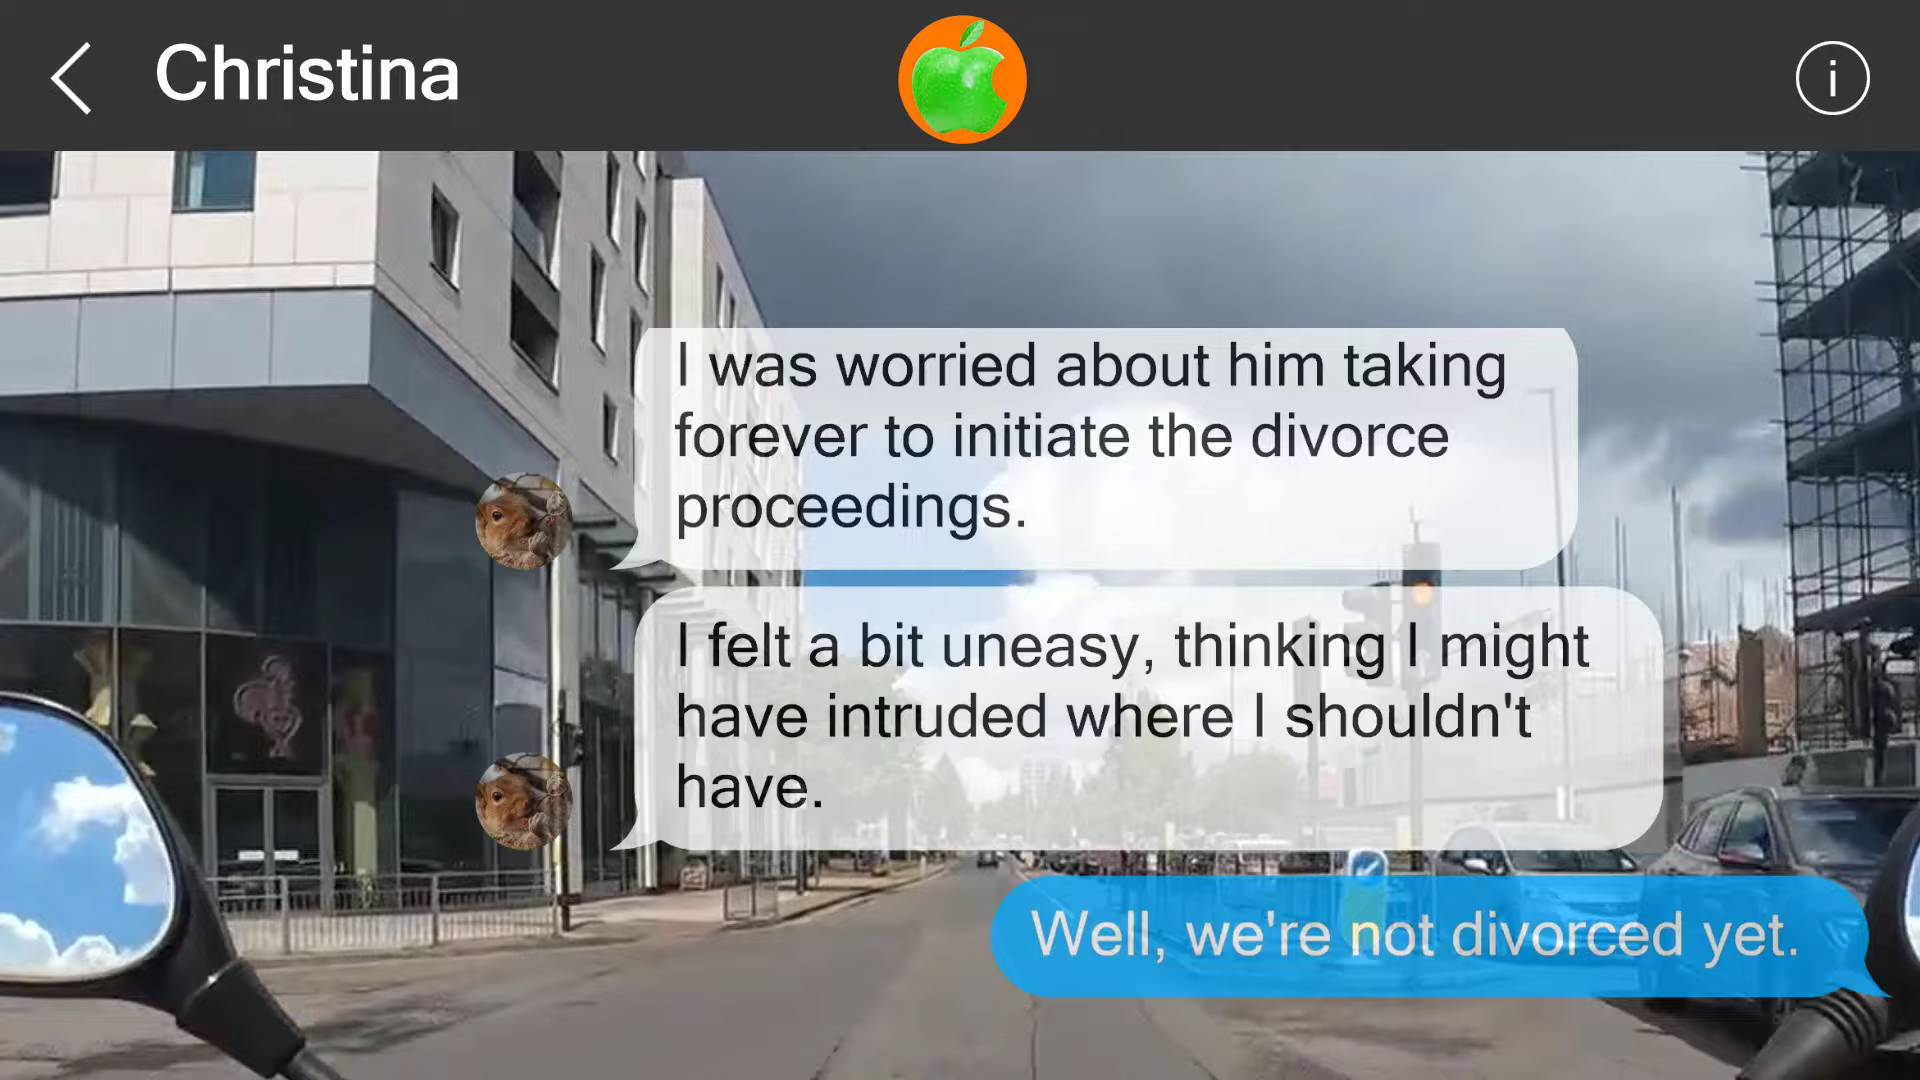 Christina
I was worried about him taking
forever to initiate the divorce
proceedings.
I felt a bit uneasy, thinking I might
have intruded where I shouldn't
have.
Well, we're not divorced yet.